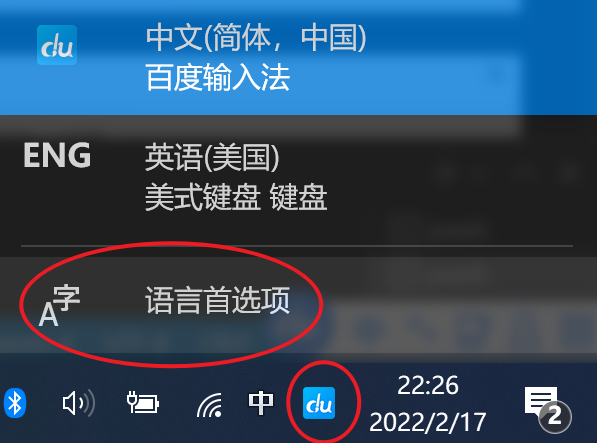 du
中文(简体，中国)
百度输入法
ENG
英语(美国)
美式键盘 键盘
A字
语言首选项
中
du
22:26
2022/2/17
2